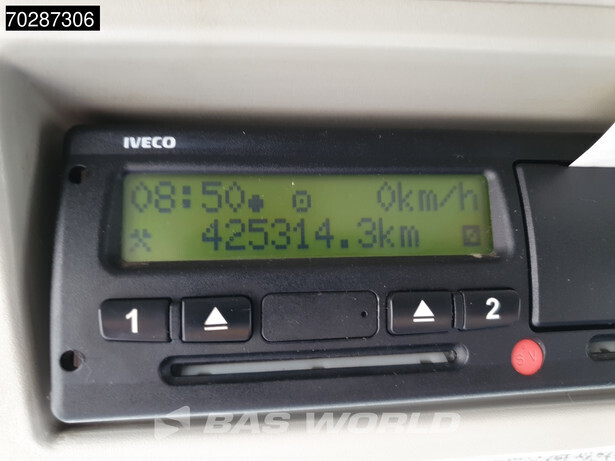 70287306
IVECO
08:50 0km/h
425314.3km
1 2
BAS WORLD